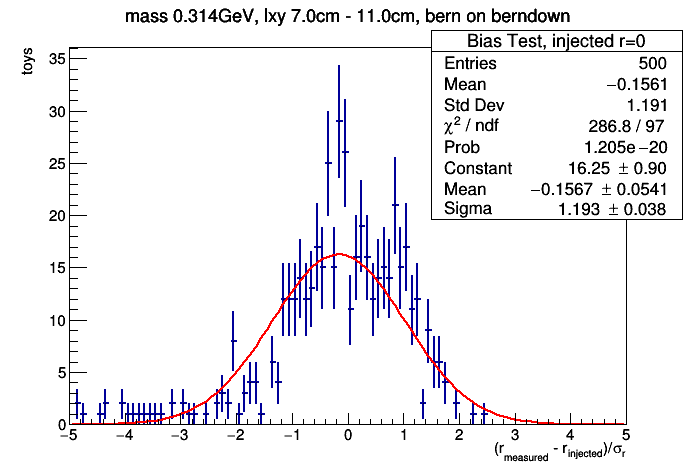 mass 0.314GeV, lxy 7.0cm - 11.0cm, bern on berndown
Bias Test, injected r=0
Entries 500
Mean −0.1561
Std Dev 1.191
χ² / ndf 286.8 / 97
Prob 1.205e−20
Constant 16.25 ± 0.90
Mean −0.1567 ± 0.0541
Sigma 1.193 ± 0.038
toys
35
30
25
20
15
10
5
0
−5 −4 −3 −2 −1 0 1 2 3 4 5
(r_measured - r_injected)/σ_r